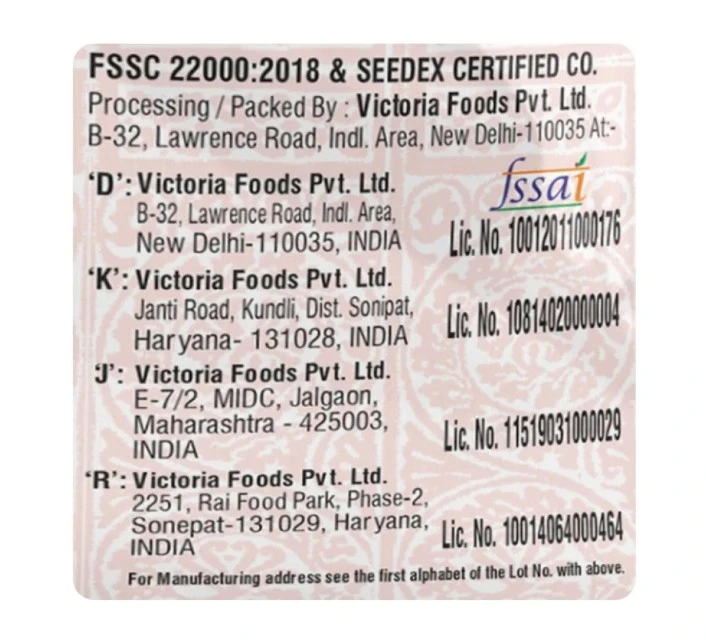 FSSC 22000:2018 & SEEDEX CERTIFIED CO.
Processing / Packed By : Victoria Foods Pvt. Ltd.
B-32, Lawrence Road, Indl. Area, New Delhi-110035 At:-
'D': Victoria Foods Pvt. Ltd.
B-32, Lawrence Road, Indl. Area,
New Delhi-110035, INDIA
fssai
Lic. No. 10012011000176
'K': Victoria Foods Pvt. Ltd.
Janti Road, Kundli, Dist. Sonipat,
Haryana- 131028, INDIA
Lic. No. 10814020000004
'J': Victoria Foods Pvt. Ltd.
E-7/2, MIDC, Jalgaon,
Maharashtra - 425003,
INDIA
Lic. No. 11519031000029
'R': Victoria Foods Pvt. Ltd.
2251, Rai Food Park, Phase-2,
Sonepat-131029, Haryana,
INDIA
Lic. No. 10014064000464
For Manufacturing address see the first alphabet of the Lot No. with above.